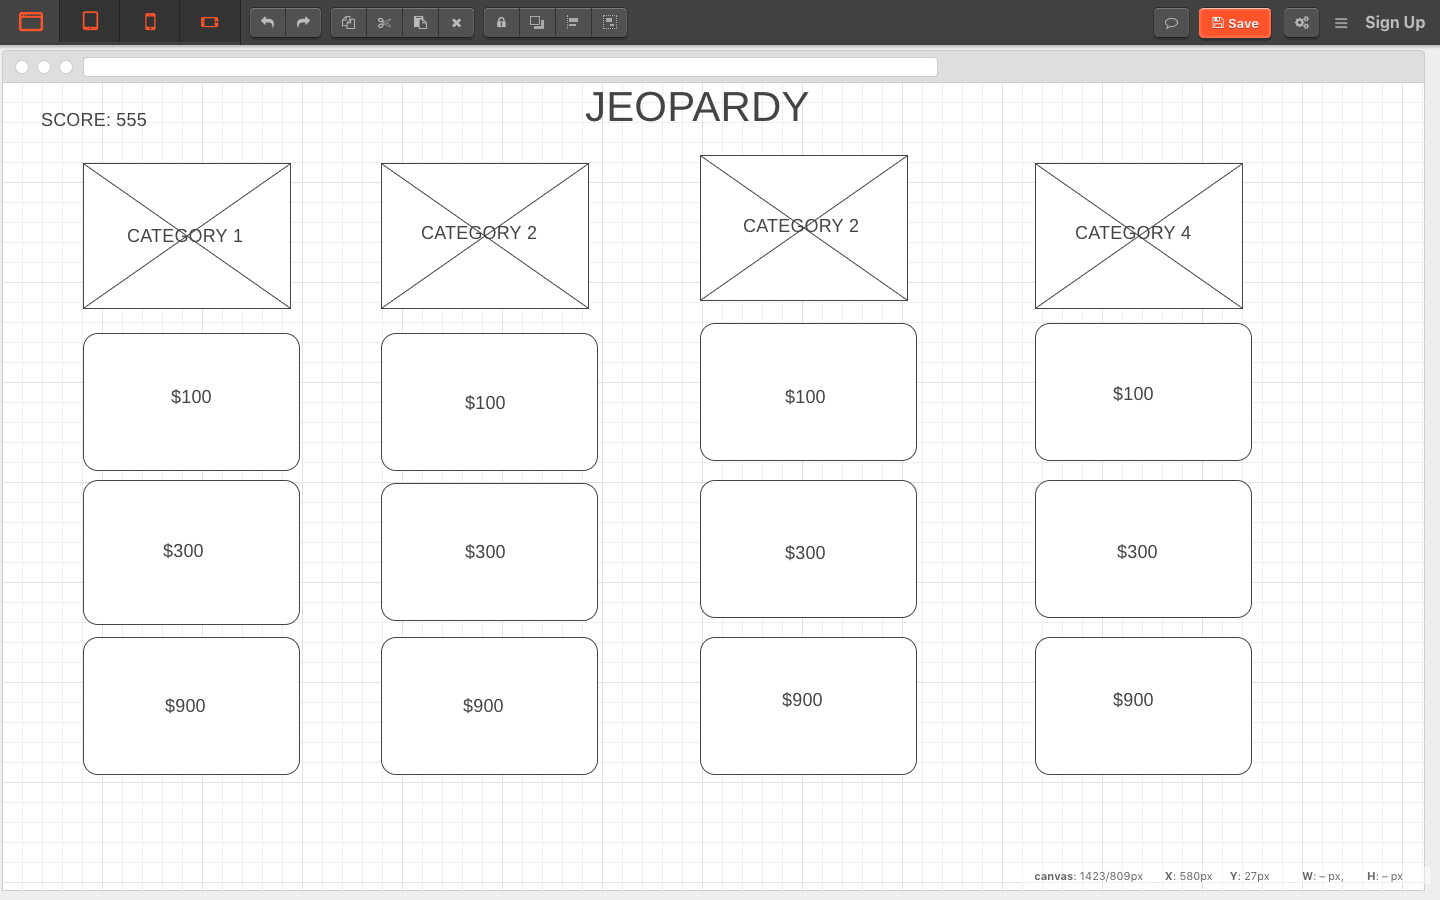 Save
Sign Up
JEOPARDY
SCORE: 555
CATEGORY 1
CATEGORY 2
CATEGORY 2
CATEGORY 4
$100
$100
$100
$100
$300
$300
$300
$300
$900
$900
$900
$900
canvas: 1423/809px X: 580px Y: 27px W: – px, H: – px